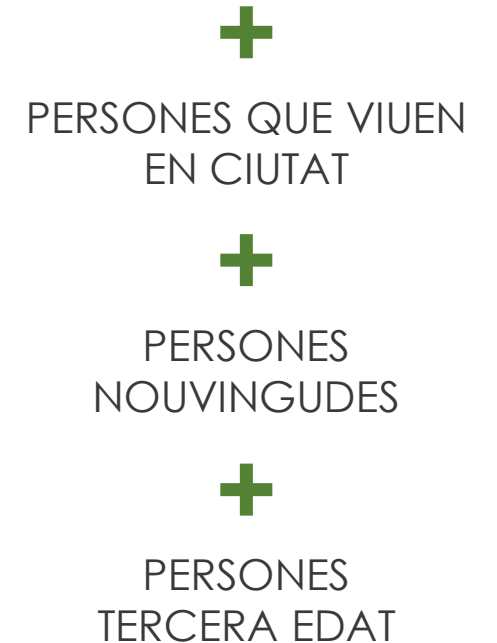 PERSONES QUE VIUEN
EN CIUTAT
PERSONES
NOUVINGUDES
PERSONES
TERCERA EDAT